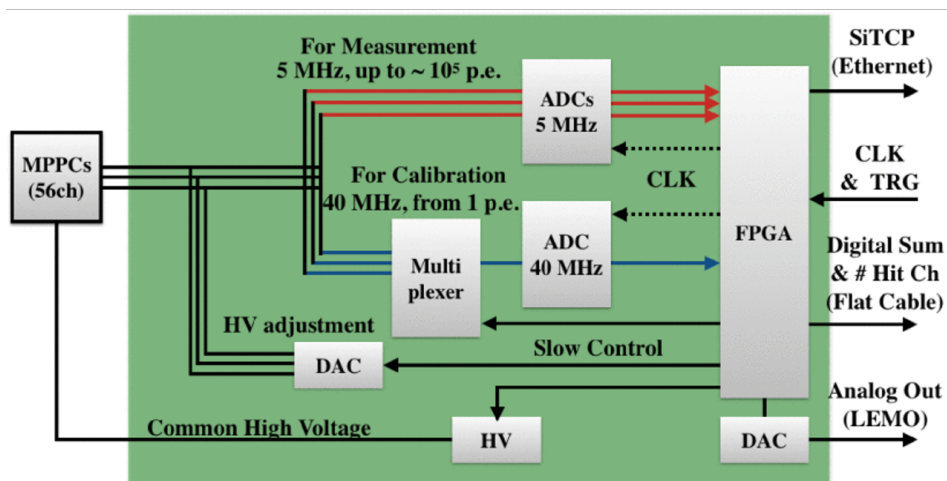 For Measurement
5 MHz, up to ~ 10⁵ p.e.
ADCs
5 MHz
SiTCP
(Ethernet)
MPPCs
(56ch)
For Calibration
40 MHz, from 1 p.e.
CLK
CLK
& TRG
Multi
plexer
ADC
40 MHz
FPGA
Digital Sum
& # Hit Ch
(Flat Cable)
HV adjustment
DAC
Slow Control
Analog Out
(LEMO)
Common High Voltage
HV
DAC